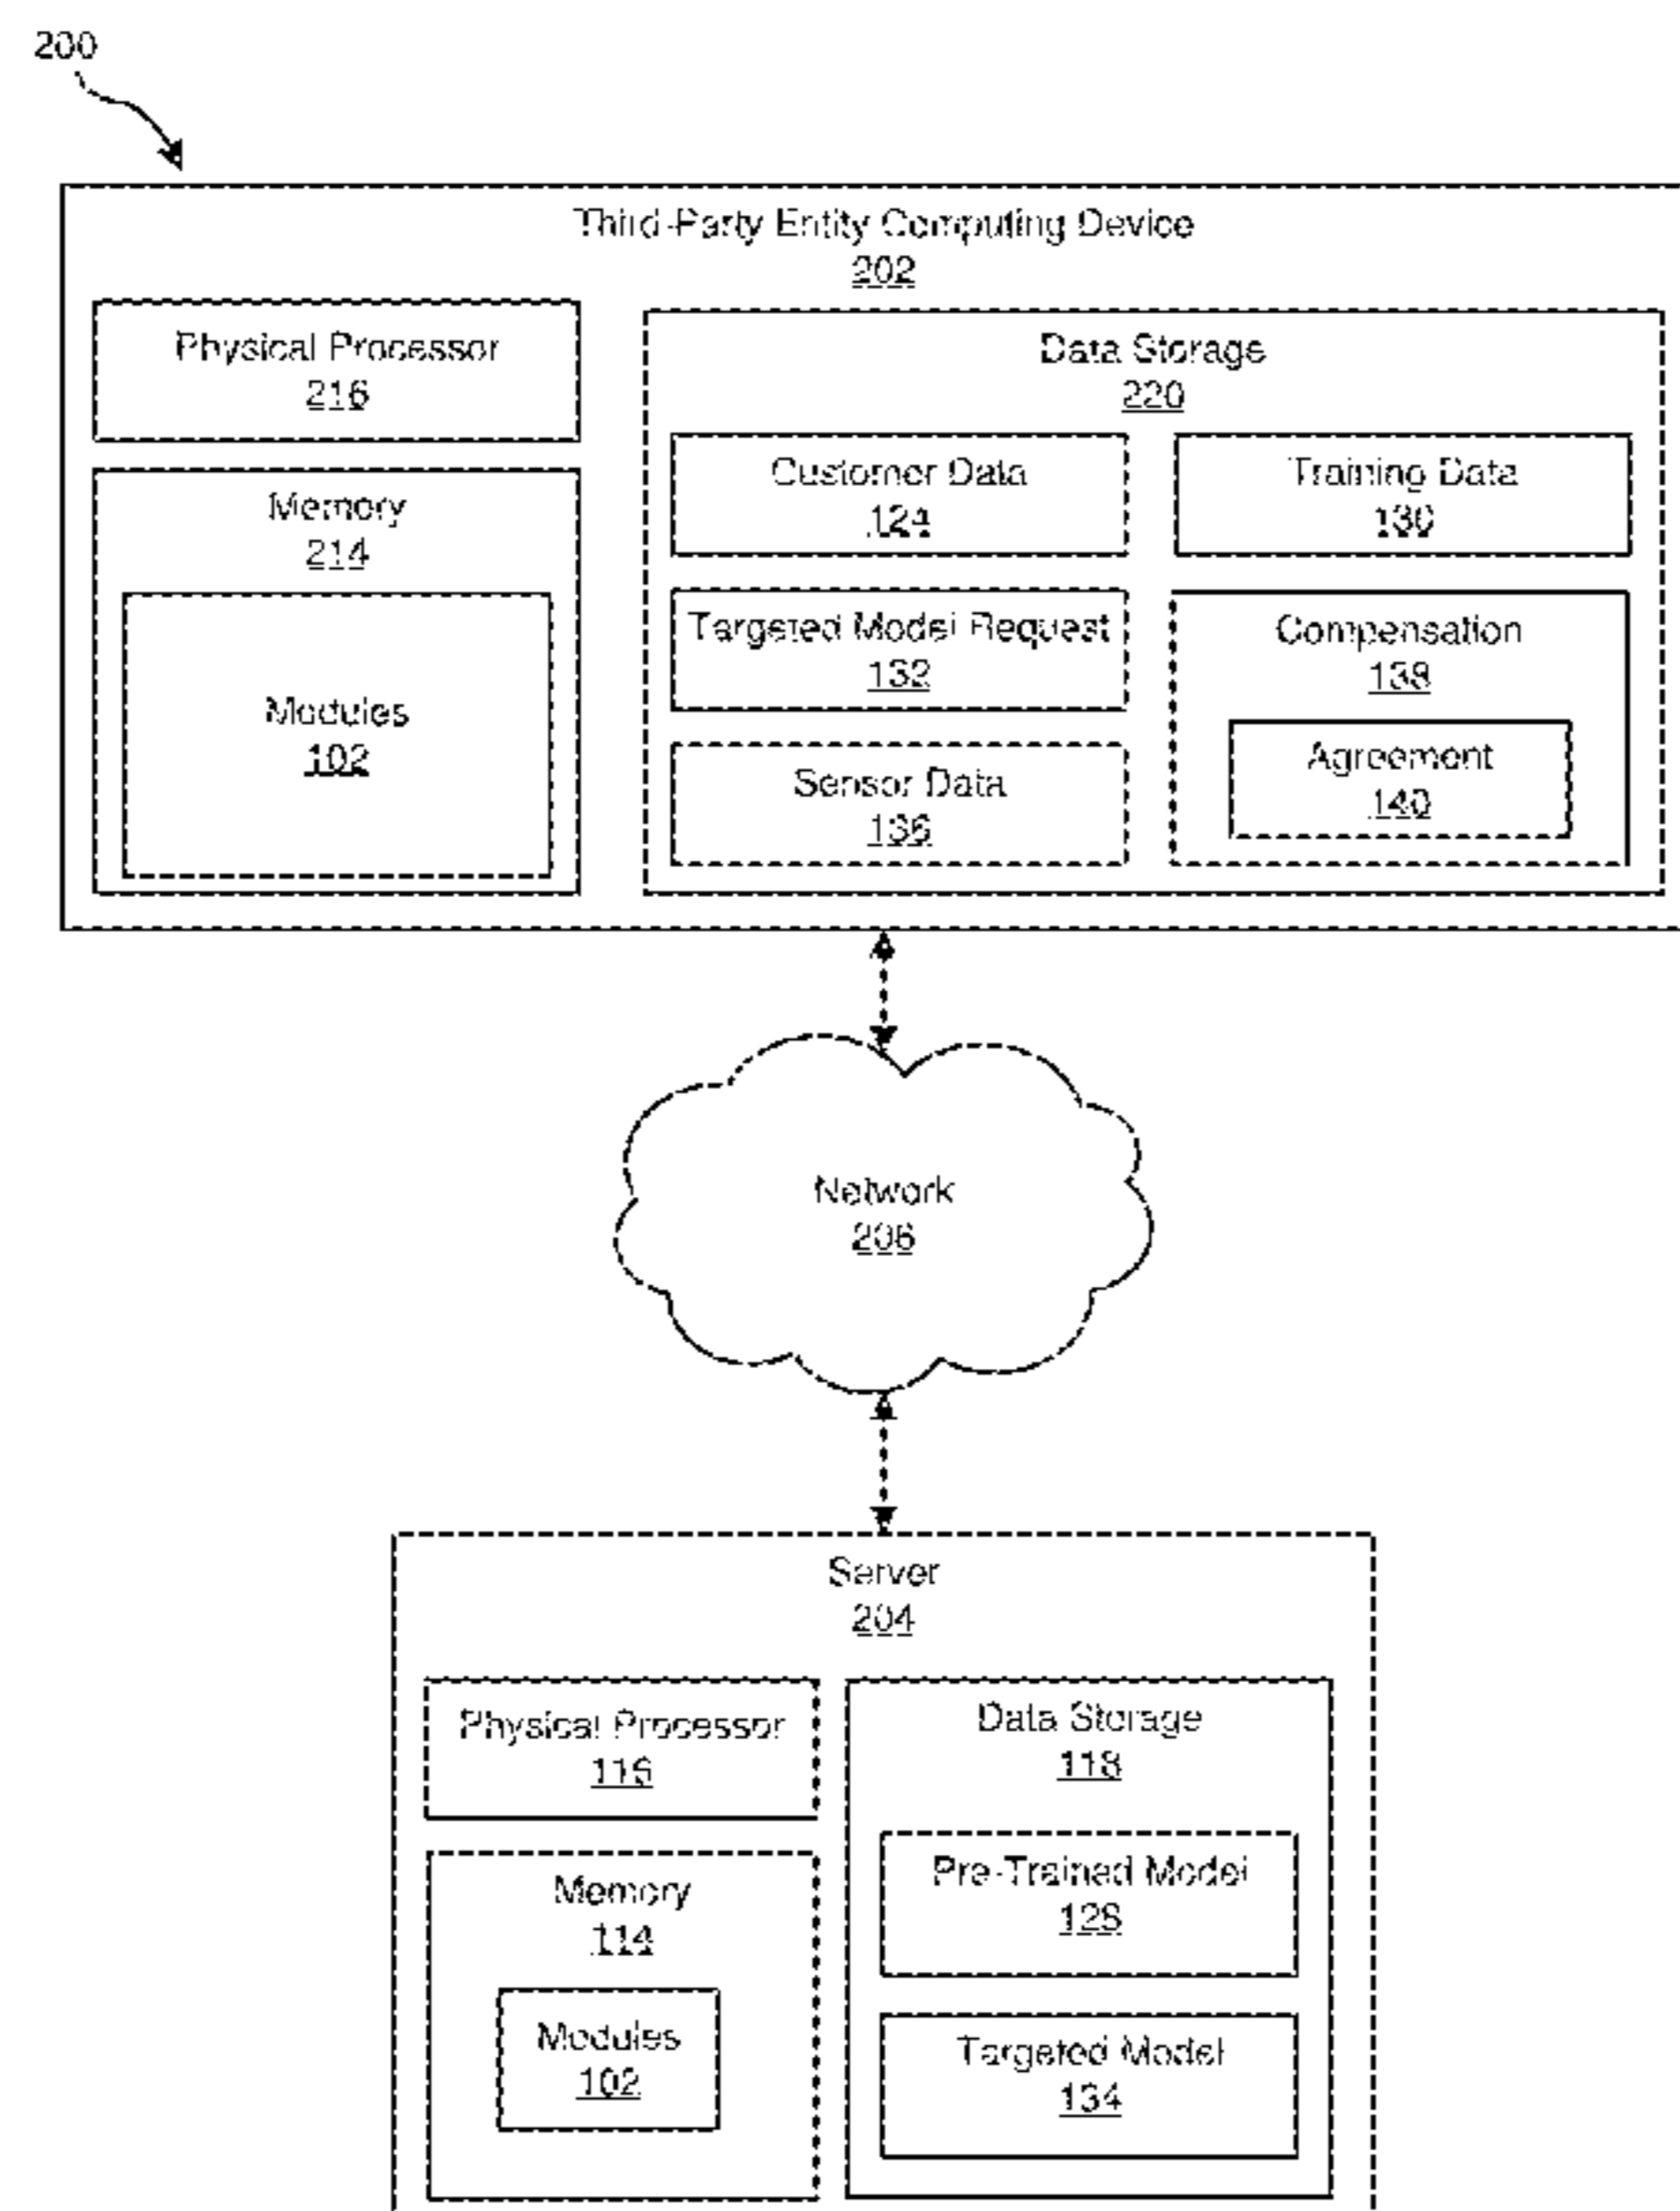 200
Third-Party Entity Computing Device
202
Physical Processor
216
Memory
214
Modules
102
Data Storage
220
Customer Data
124
Training Data
130
Targeted Model Request
132
Compensation
138
Agreement
140
Sensor Data
136
Network
206
Server
204
Physical Processor
116
Memory
114
Modules
102
Data Storage
118
Pre-Trained Model
128
Targeted Model
134